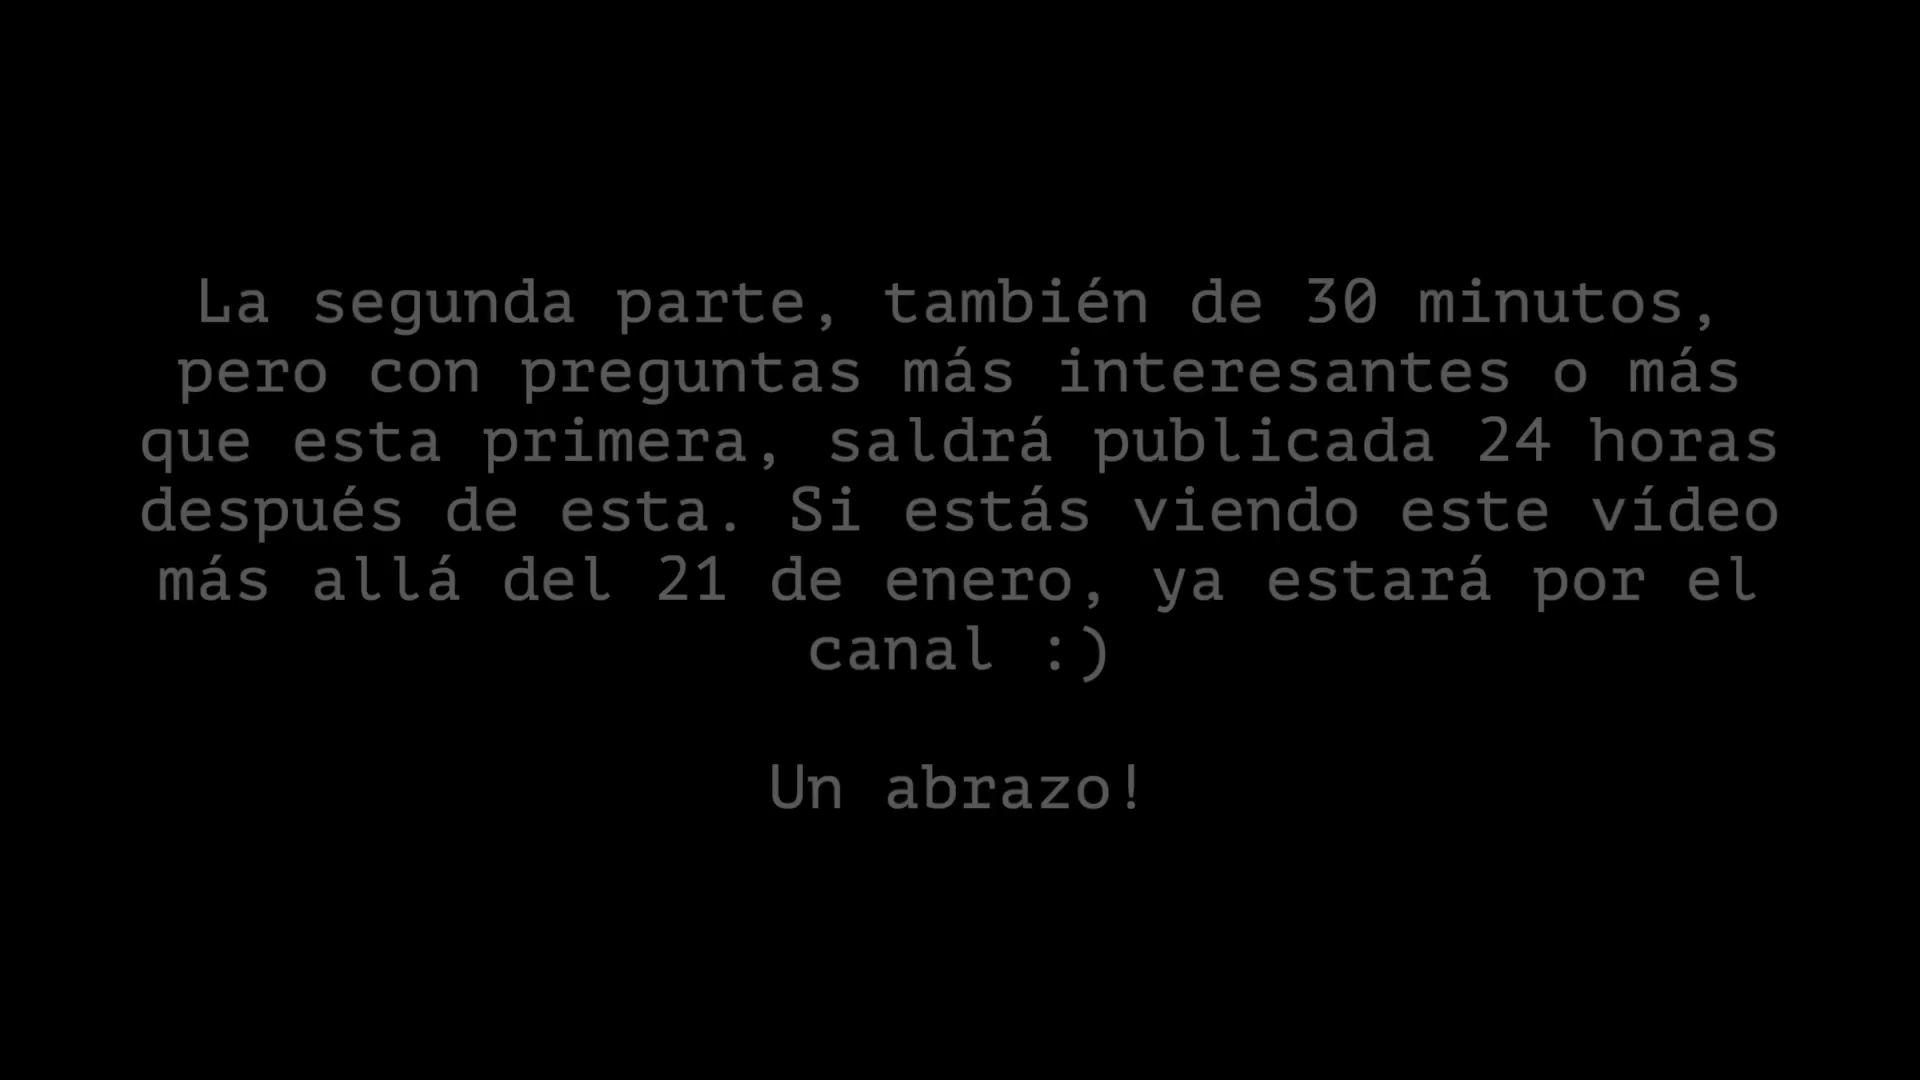 La segunda parte, también de 30 minutos,
pero con preguntas más interesantes o más
que esta primera, saldrá publicada 24 horas
después de esta. Si estás viendo este vídeo
más allá del 21 de enero, ya estará por el
canal :)
Un abrazo!